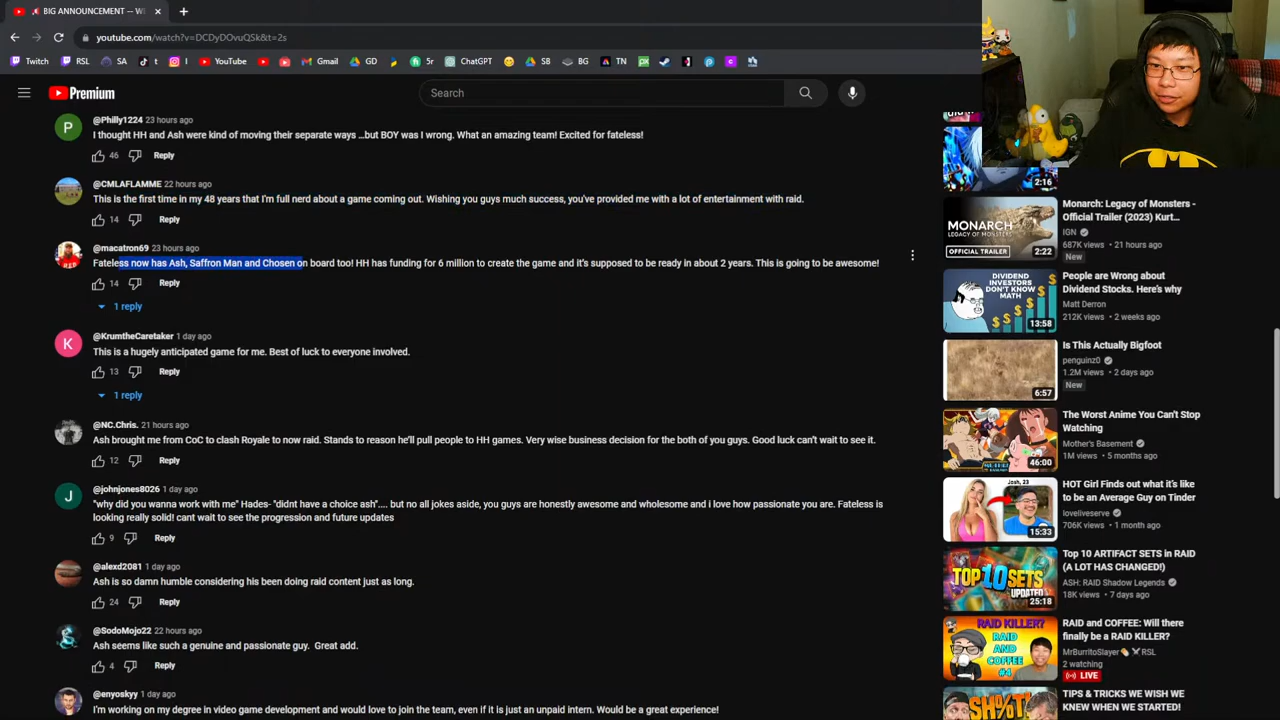 BIG ANNOUNCEMENT -- W
youtube.com/watch?v=DCDyDOvuQSk&t=2s
Twitch
RSL
SA
t
I
YouTube
Gmail
GD
5r
ChatGPT
SB
BG
TN
Premium
Search
@Philly1224 23 hours ago
I thought HH and Ash were kind of moving their separate ways ...but BOY was I wrong. What an amazing team! Excited for fateless!
46 Reply
@CMLAFLAMME 22 hours ago
This is the first time in my 48 years that I'm full nerd about a game coming out. Wishing you guys much success, you've provided me with a lot of entertainment with raid.
14 Reply
@macatron69 23 hours ago
Fateless now has Ash, Saffron Man and Chosen on board too! HH has funding for 6 million to create the game and it's supposed to be ready in about 2 years. This is going to be awesome!
14 Reply
1 reply
K
@KrumtheCaretaker 1 day ago
This is a hugely anticipated game for me. Best of luck to everyone involved.
13 Reply
1 reply
@NC.Chris. 21 hours ago
Ash brought me from CoC to clash Royale to now raid. Stands to reason he'll pull people to HH games. Very wise business decision for the both of you guys. Good luck can't wait to see it.
12 Reply
J
@johnjones8026 1 day ago
"why did you wanna work with me" Hades- "didnt have a choice ash".... but no all jokes aside, you guys are honestly awesome and wholesome and i love how passionate you are. Fateless is
looking really solid! cant wait to see the progression and future updates
9 Reply
@alexd2081 1 day ago
Ash is so damn humble considering his been doing raid content just as long.
24 Reply
@SodoMojo22 22 hours ago
Ash seems like such a genuine and passionate guy. Great add.
4 Reply
@enyoskyy 1 day ago
I'm working on my degree in video game development and would love to join the team, even if it is just an unpaid intern. Would be a great experience!
2:16
MONARCH
LEGACY OF MONSTERS
OFFICIAL TRAILER
2:22
Monarch: Legacy of Monsters -
Official Trailer (2023) Kurt...
IGN
687K views • 21 hours ago
New
DIVIDEND
INVESTORS
DON'T KNOW
MATH
13:58
People are Wrong about
Dividend Stocks. Here's why
Matt Derron
212K views • 2 weeks ago
6:57
Is This Actually Bigfoot
penguinz0
1.2M views • 2 days ago
New
46:00
The Worst Anime You Can't Stop
Watching
Mother's Basement
1M views • 5 months ago
Josh, 23
15:33
HOT Girl Finds out what it's like
to be an Average Guy on Tinder
loveliveserve
706K views • 1 month ago
TOP 10 SETS
UPDATED
25:18
Top 10 ARTIFACT SETS in RAID
(A LOT HAS CHANGED!)
ASH: RAID Shadow Legends
18K views • 7 days ago
RAID KILLER?
RAID
AND
COFFEE
#4
RAID and COFFEE: Will there
finally be a RAID KILLER?
MrBurritoSlayer RSL
2 watching
LIVE
SH%T!
TIPS & TRICKS WE WISH WE
KNEW WHEN WE STARTED!